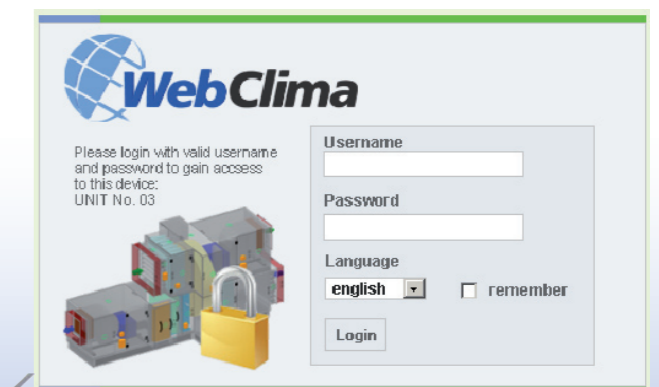 WebClima
Please login with valid username
and password to gain access
to this device:
UNIT No. 03
Username
Password
Language
english
remember
Login